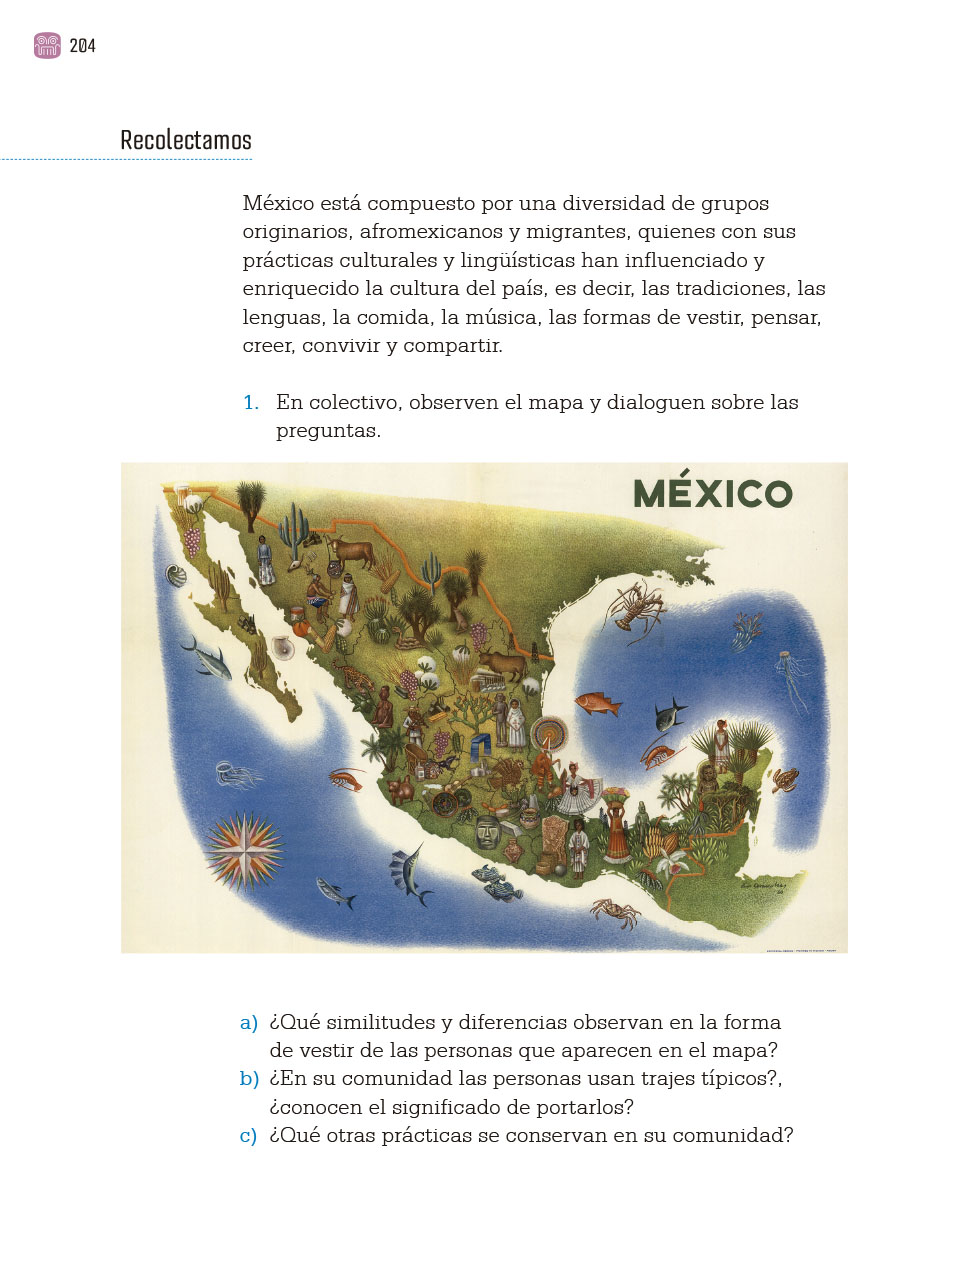 204
Recolectamos
México está compuesto por una diversidad de grupos
originarios, afromexicanos y migrantes, quienes con sus
prácticas culturales y lingüísticas han influenciado y
enriquecido la cultura del país, es decir, las tradiciones, las
lenguas, la comida, la música, las formas de vestir, pensar,
creer, convivir y compartir.
1. En colectivo, observen el mapa y dialoguen sobre las
preguntas.
MÉXICO
a) ¿Qué similitudes y diferencias observan en la forma
de vestir de las personas que aparecen en el mapa?
b) ¿En su comunidad las personas usan trajes típicos?,
¿conocen el significado de portarlos?
c) ¿Qué otras prácticas se conservan en su comunidad?